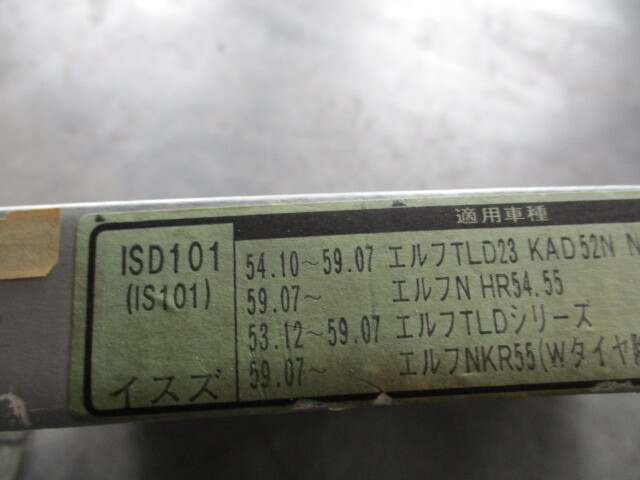 適用車種
ISD101
(IS101)
イスズ
54.10～59.07 エルフTLD23 KAD52N N
59.07～ エルフN HR54.55
53.12～59.07 エルフTLDシリーズ
59.07～ エルフNKR55(Wタイヤ